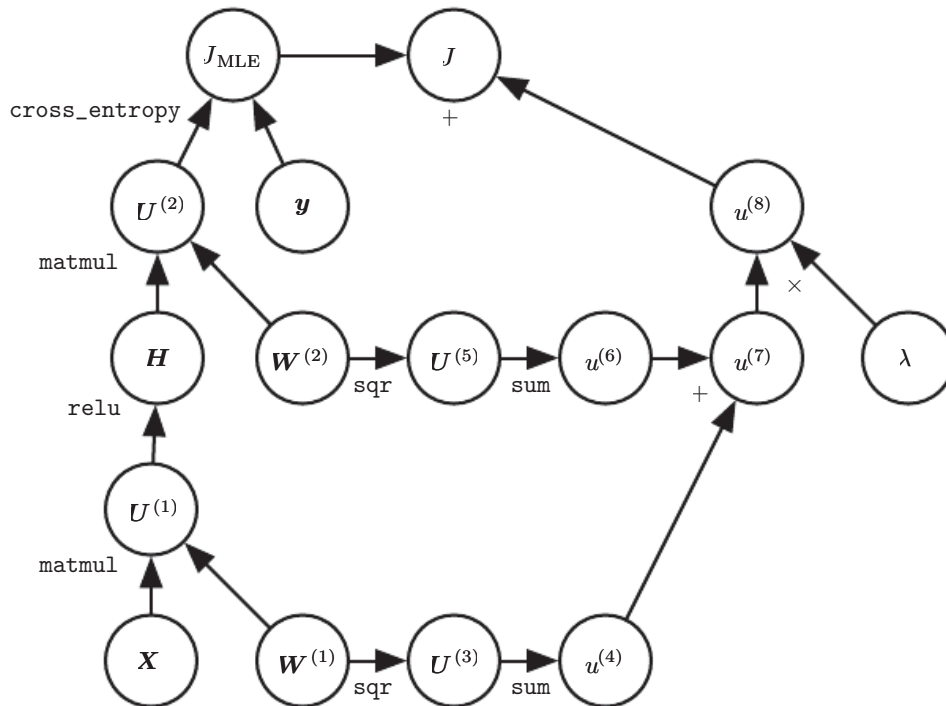 J_MLE J
cross_entropy +
U^(2) y u^(8)
matmul ×
H W^(2) U^(5) u^(6) u^(7) λ
relu sqr sum +
U^(1)
matmul
X W^(1) U^(3) u^(4)
sqr sum